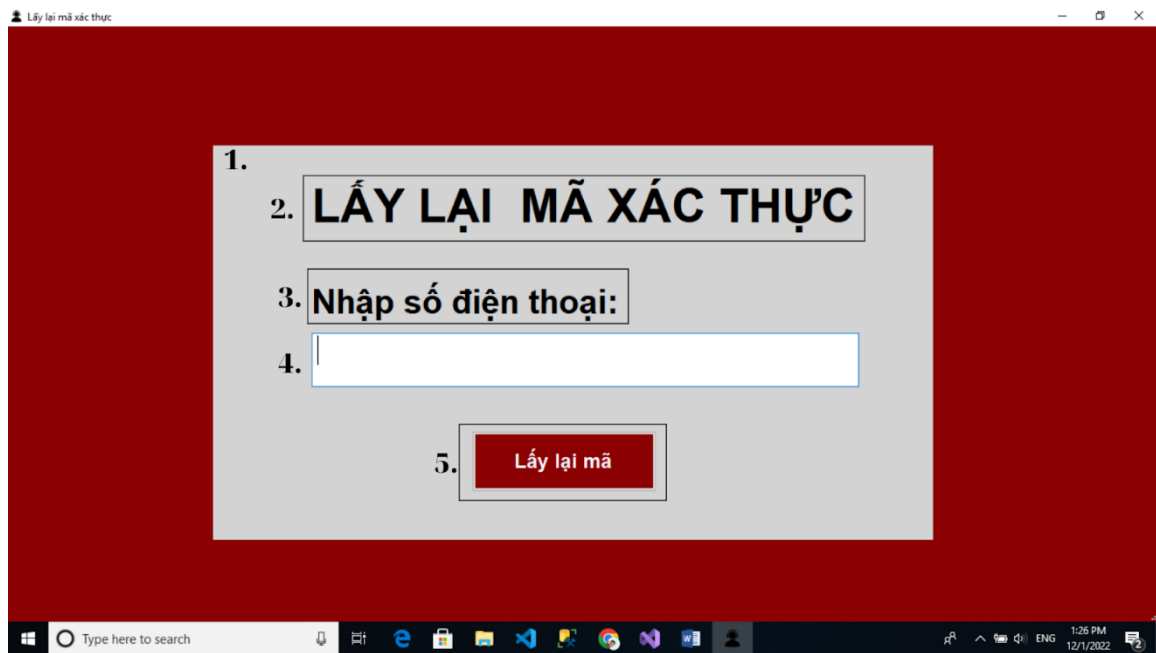 Lấy lại mã xác thực
1.
2. LẤY LẠI MÃ XÁC THỰC
3. Nhập số điện thoại:
4.
5. Lấy lại mã
Type here to search
ENG
1:26 PM
12/1/2022
2